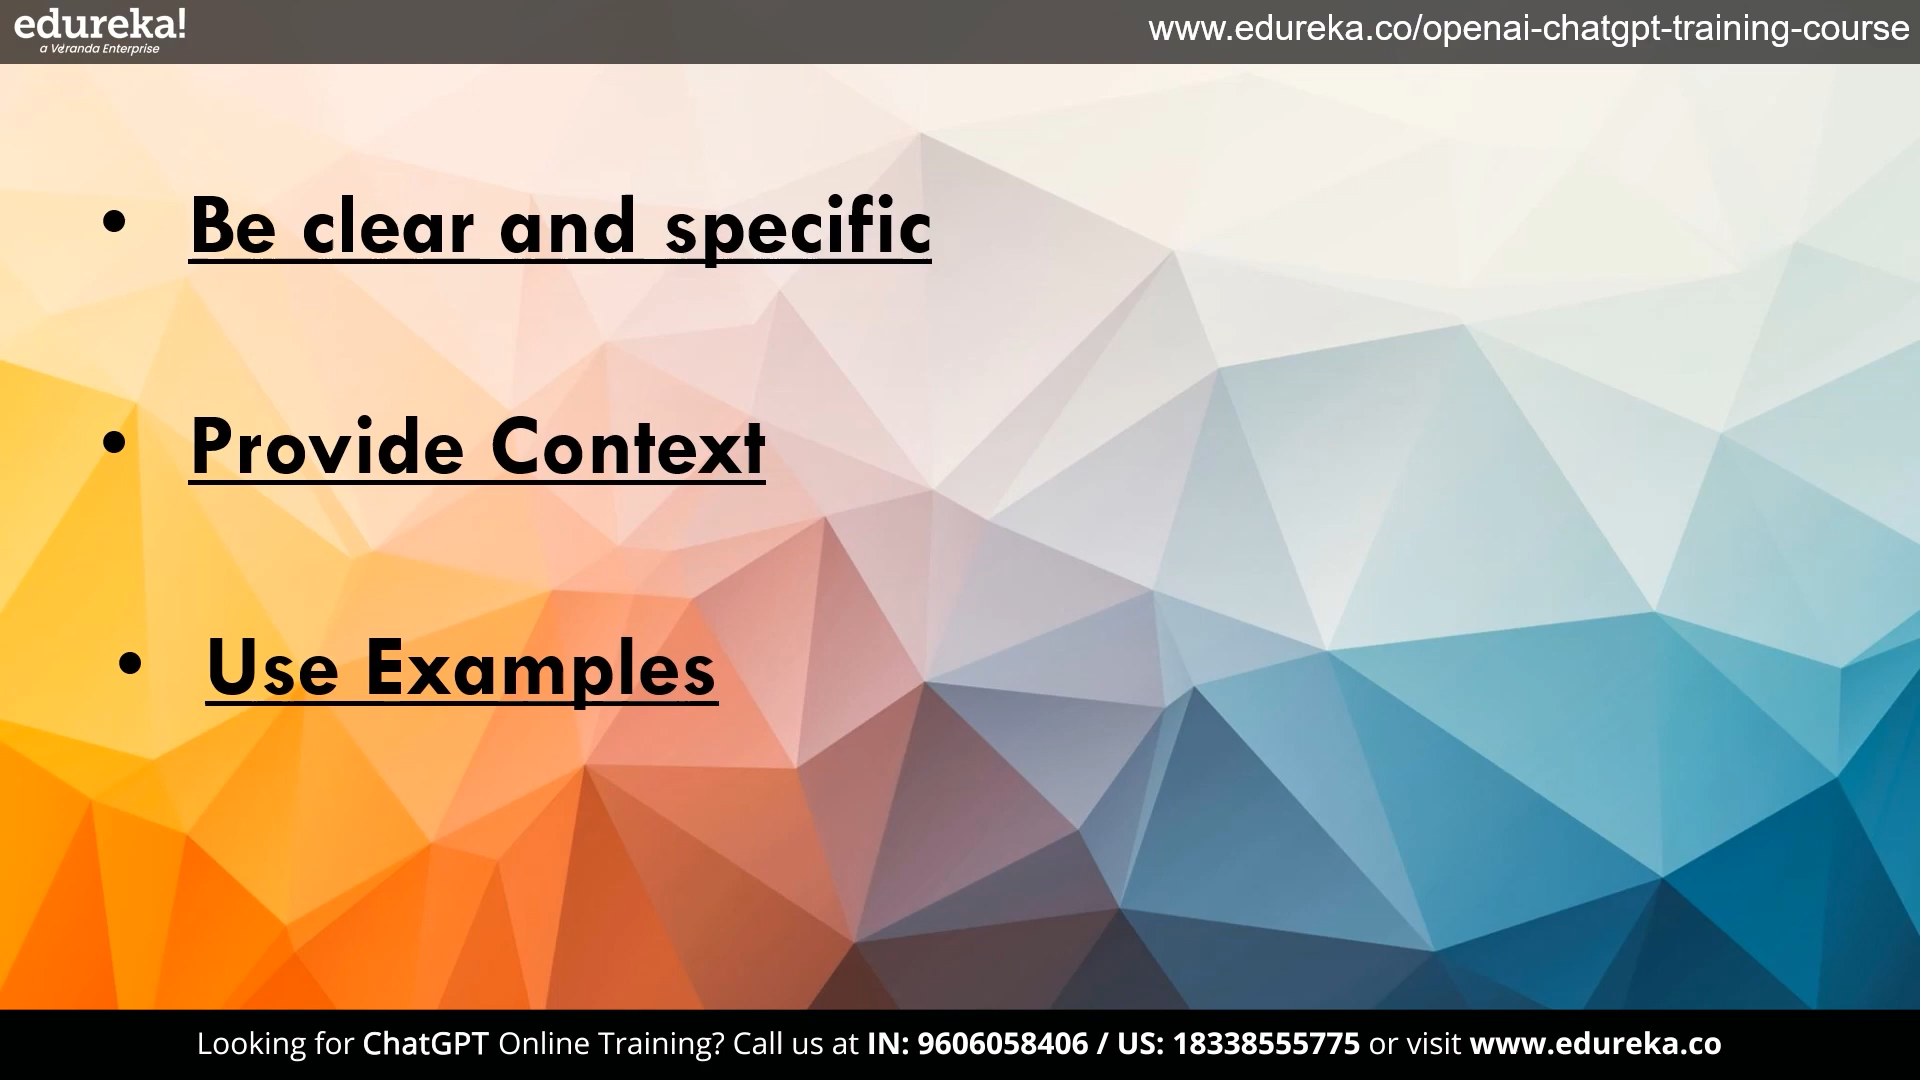 edureka!
a Veranda Enterprise
www.edureka.co/openai-chatgpt-training-course
• Be clear and specific
• Provide Context
• Use Examples
Looking for ChatGPT Online Training? Call us at IN: 9606058406 / US: 18338555775 or visit www.edureka.co